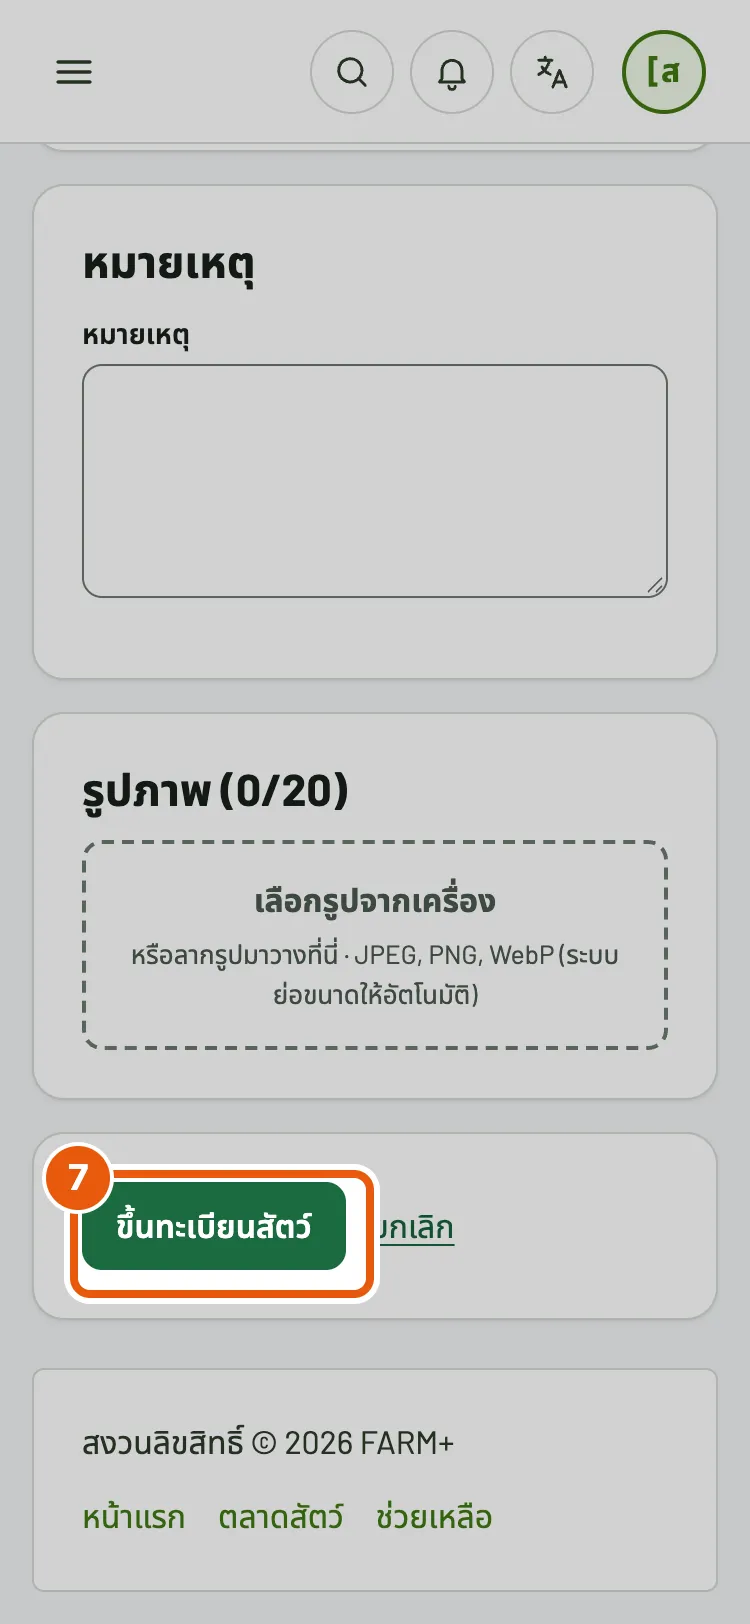 [ส
หมายเหตุ
หมายเหตุ
รูปภาพ (0/20)
เลือกรูปจากเครื่อง
หรือลากรูปมาวางที่นี่ · JPEG, PNG, WebP (ระบบ
ย่อขนาดให้อัตโนมัติ)
7
ขึ้นทะเบียนสัตว์
ยกเลิก
สงวนลิขสิทธิ์ © 2026 FARM+
หน้าแรก ตลาดสัตว์ ช่วยเหลือ